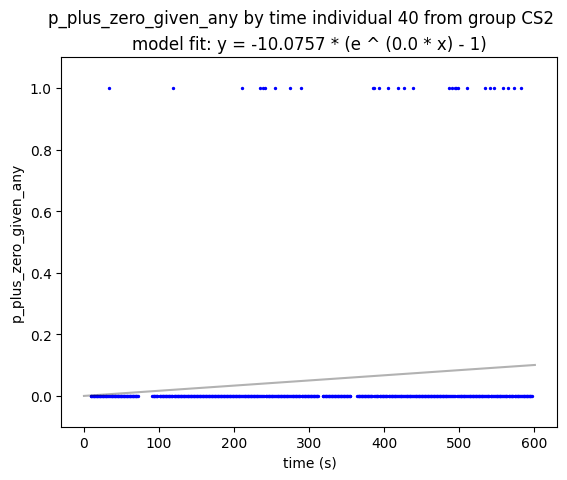 p_plus_zero_given_any by time individual 40 from group CS2
model fit: y = -10.0757 * (e ^ (0.0 * x) - 1)
1.0
0.8
0.6
0.4
0.2
0.0
p_plus_zero_given_any
0 100 200 300 400 500 600
time (s)